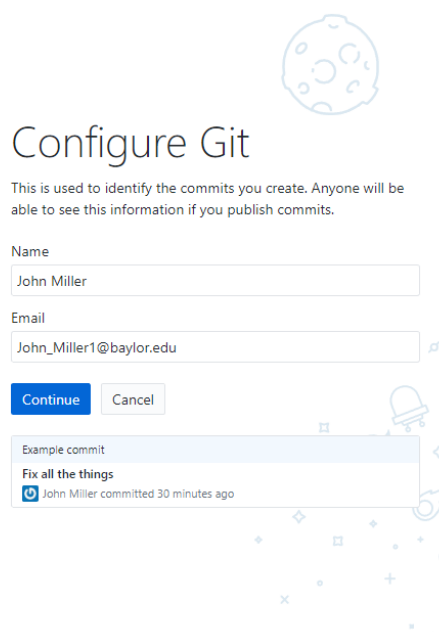 Configure Git
This is used to identify the commits you create. Anyone will be
able to see this information if you publish commits.
Name
John Miller
Email
John_Miller1@baylor.edu
Continue Cancel
Example commit
Fix all the things
John Miller committed 30 minutes ago